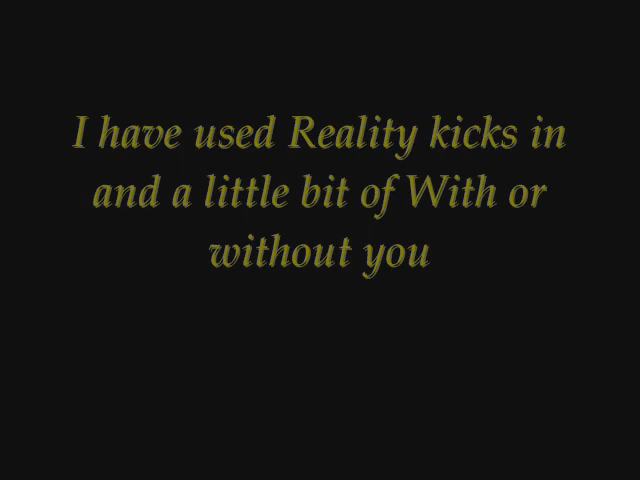 I have used Reality kicks in
and a little bit of With or
without you